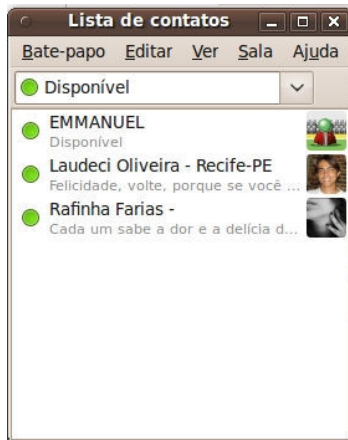 Lista de contatos
Bate-papo Editar Ver Sala Ajuda
Disponível
EMMANUEL
Disponível
Laudeci Oliveira - Recife-PE
Felicidade, volte, porque se você ...
Rafinha Farias -
Cada um sabe a dor e a delícia d...